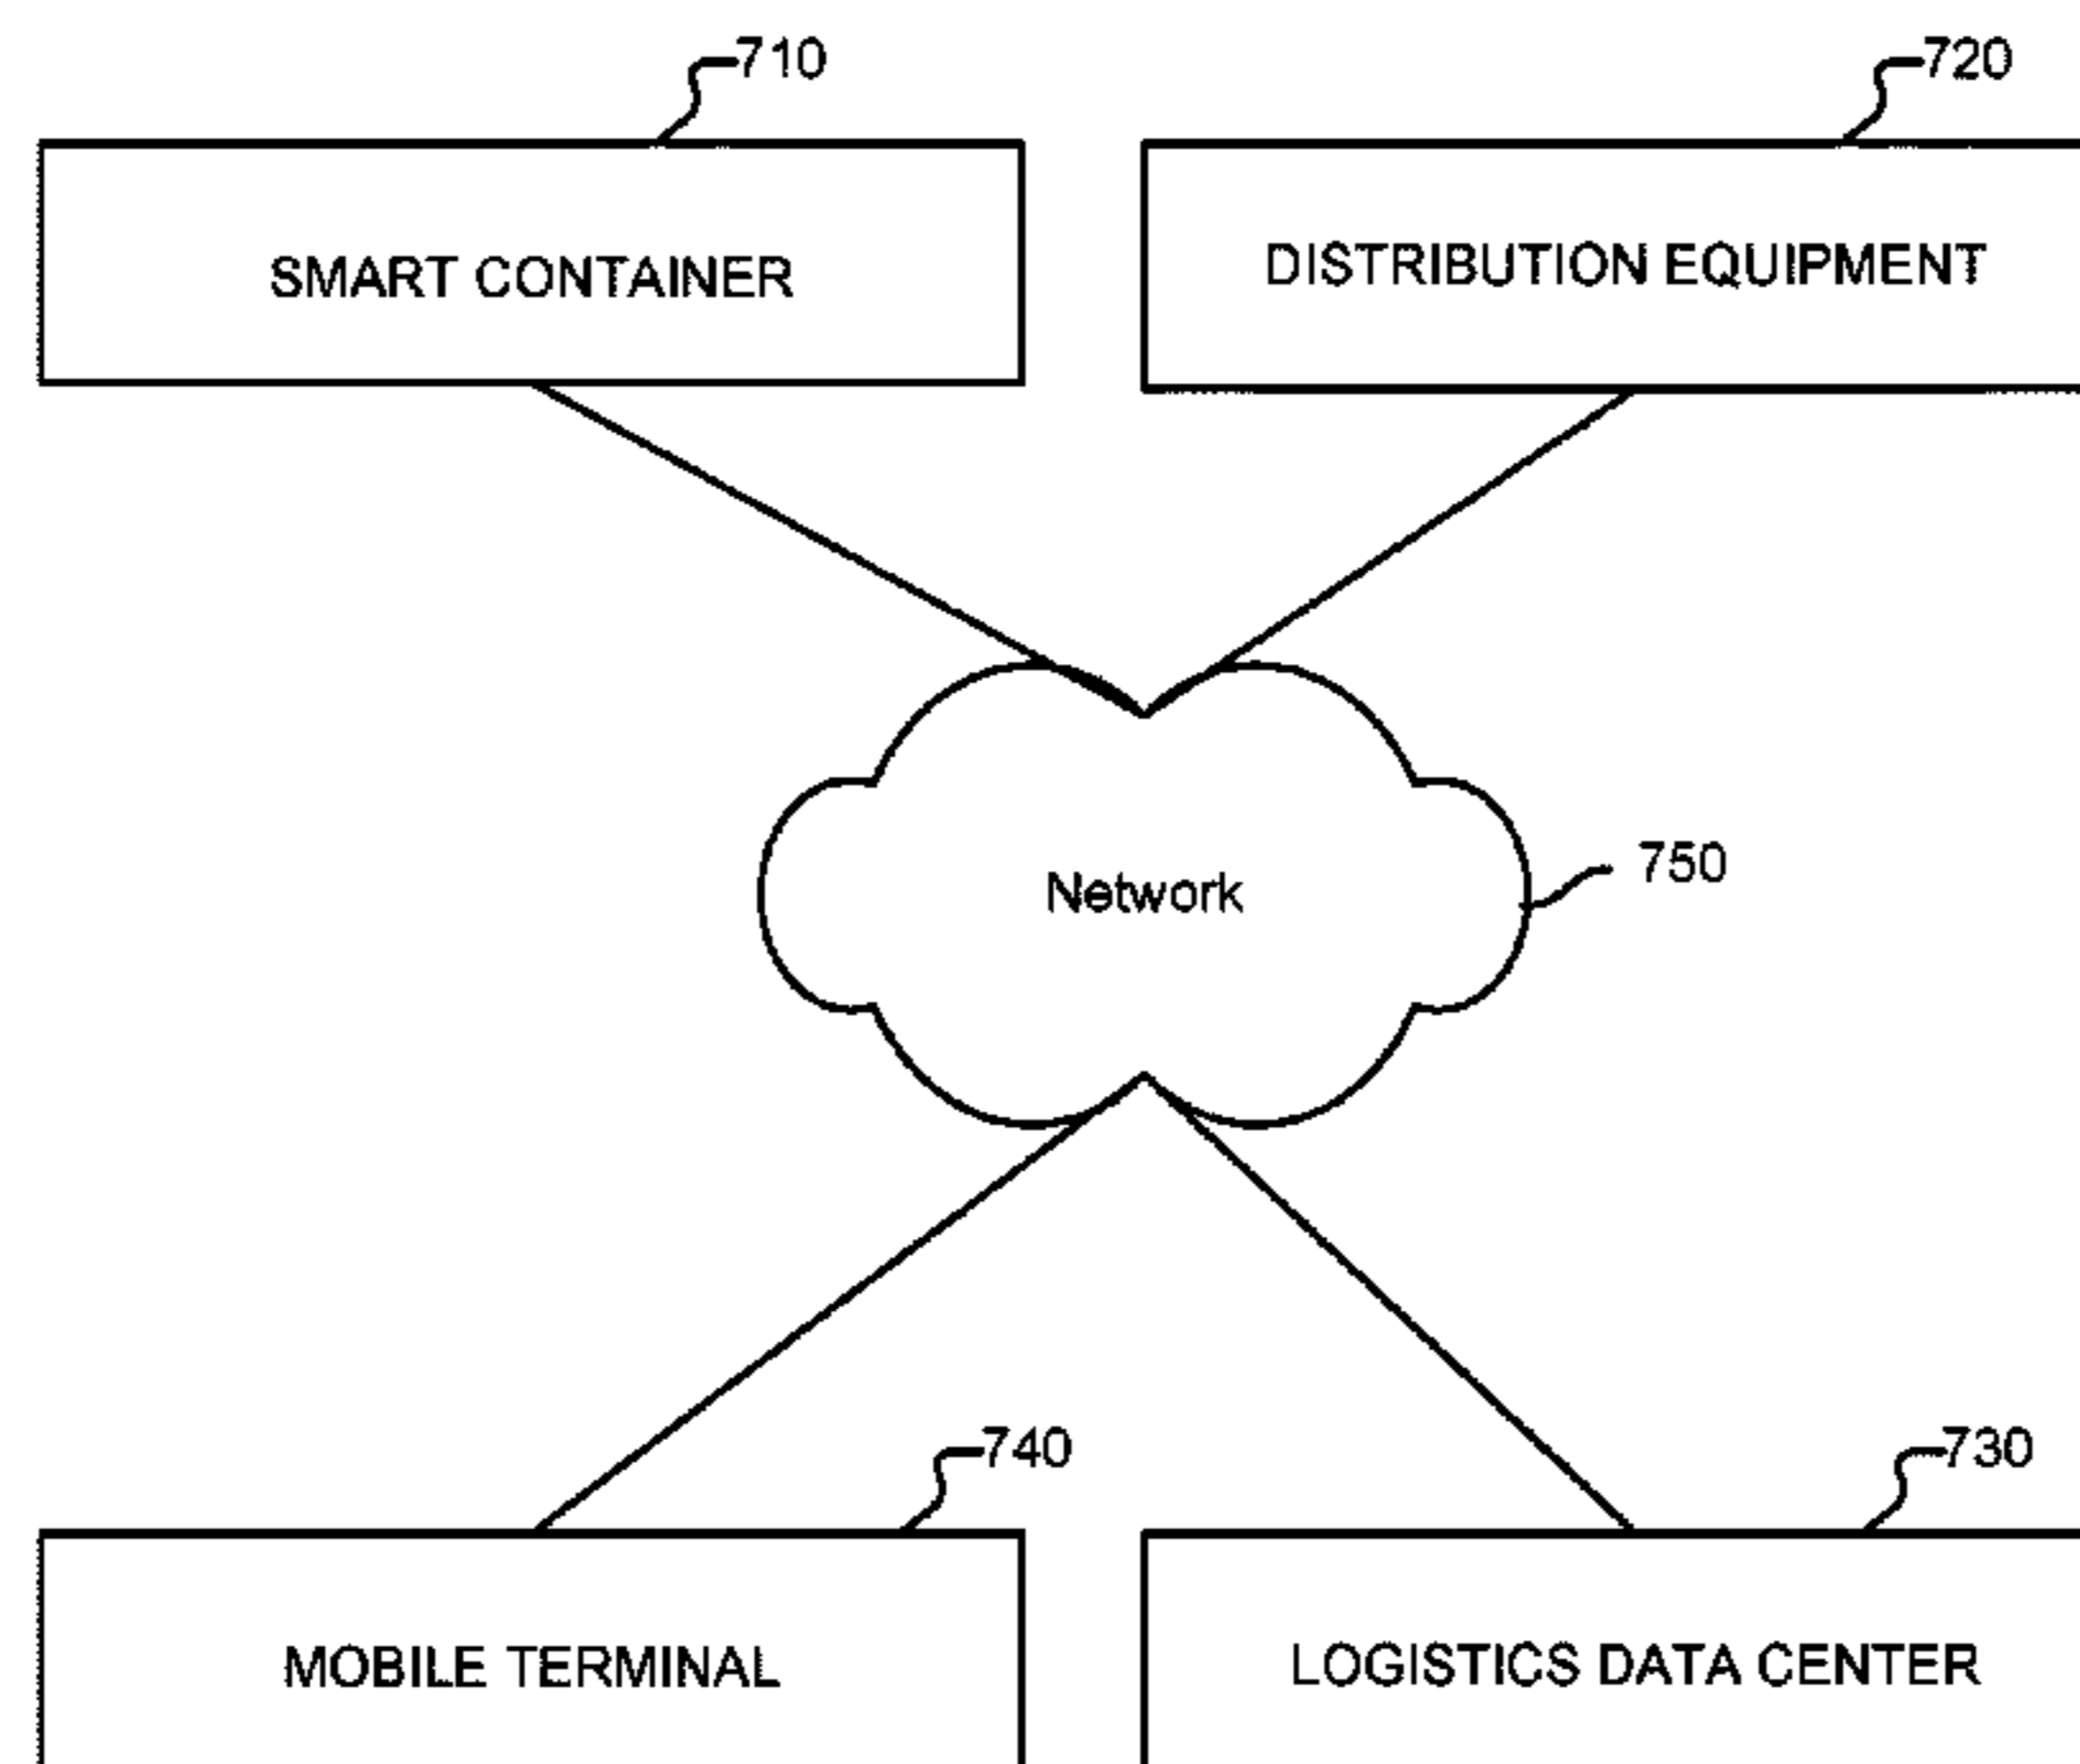 710
720
SMART CONTAINER
DISTRIBUTION EQUIPMENT
Network
750
740
730
MOBILE TERMINAL
LOGISTICS DATA CENTER